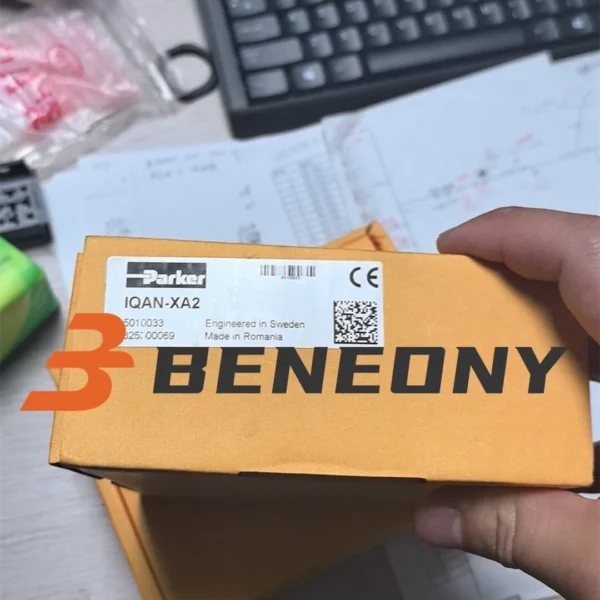 Parker
CE
IQAN-XA2
5010033
Engineered in Sweden
Made in Romania
BENEONY